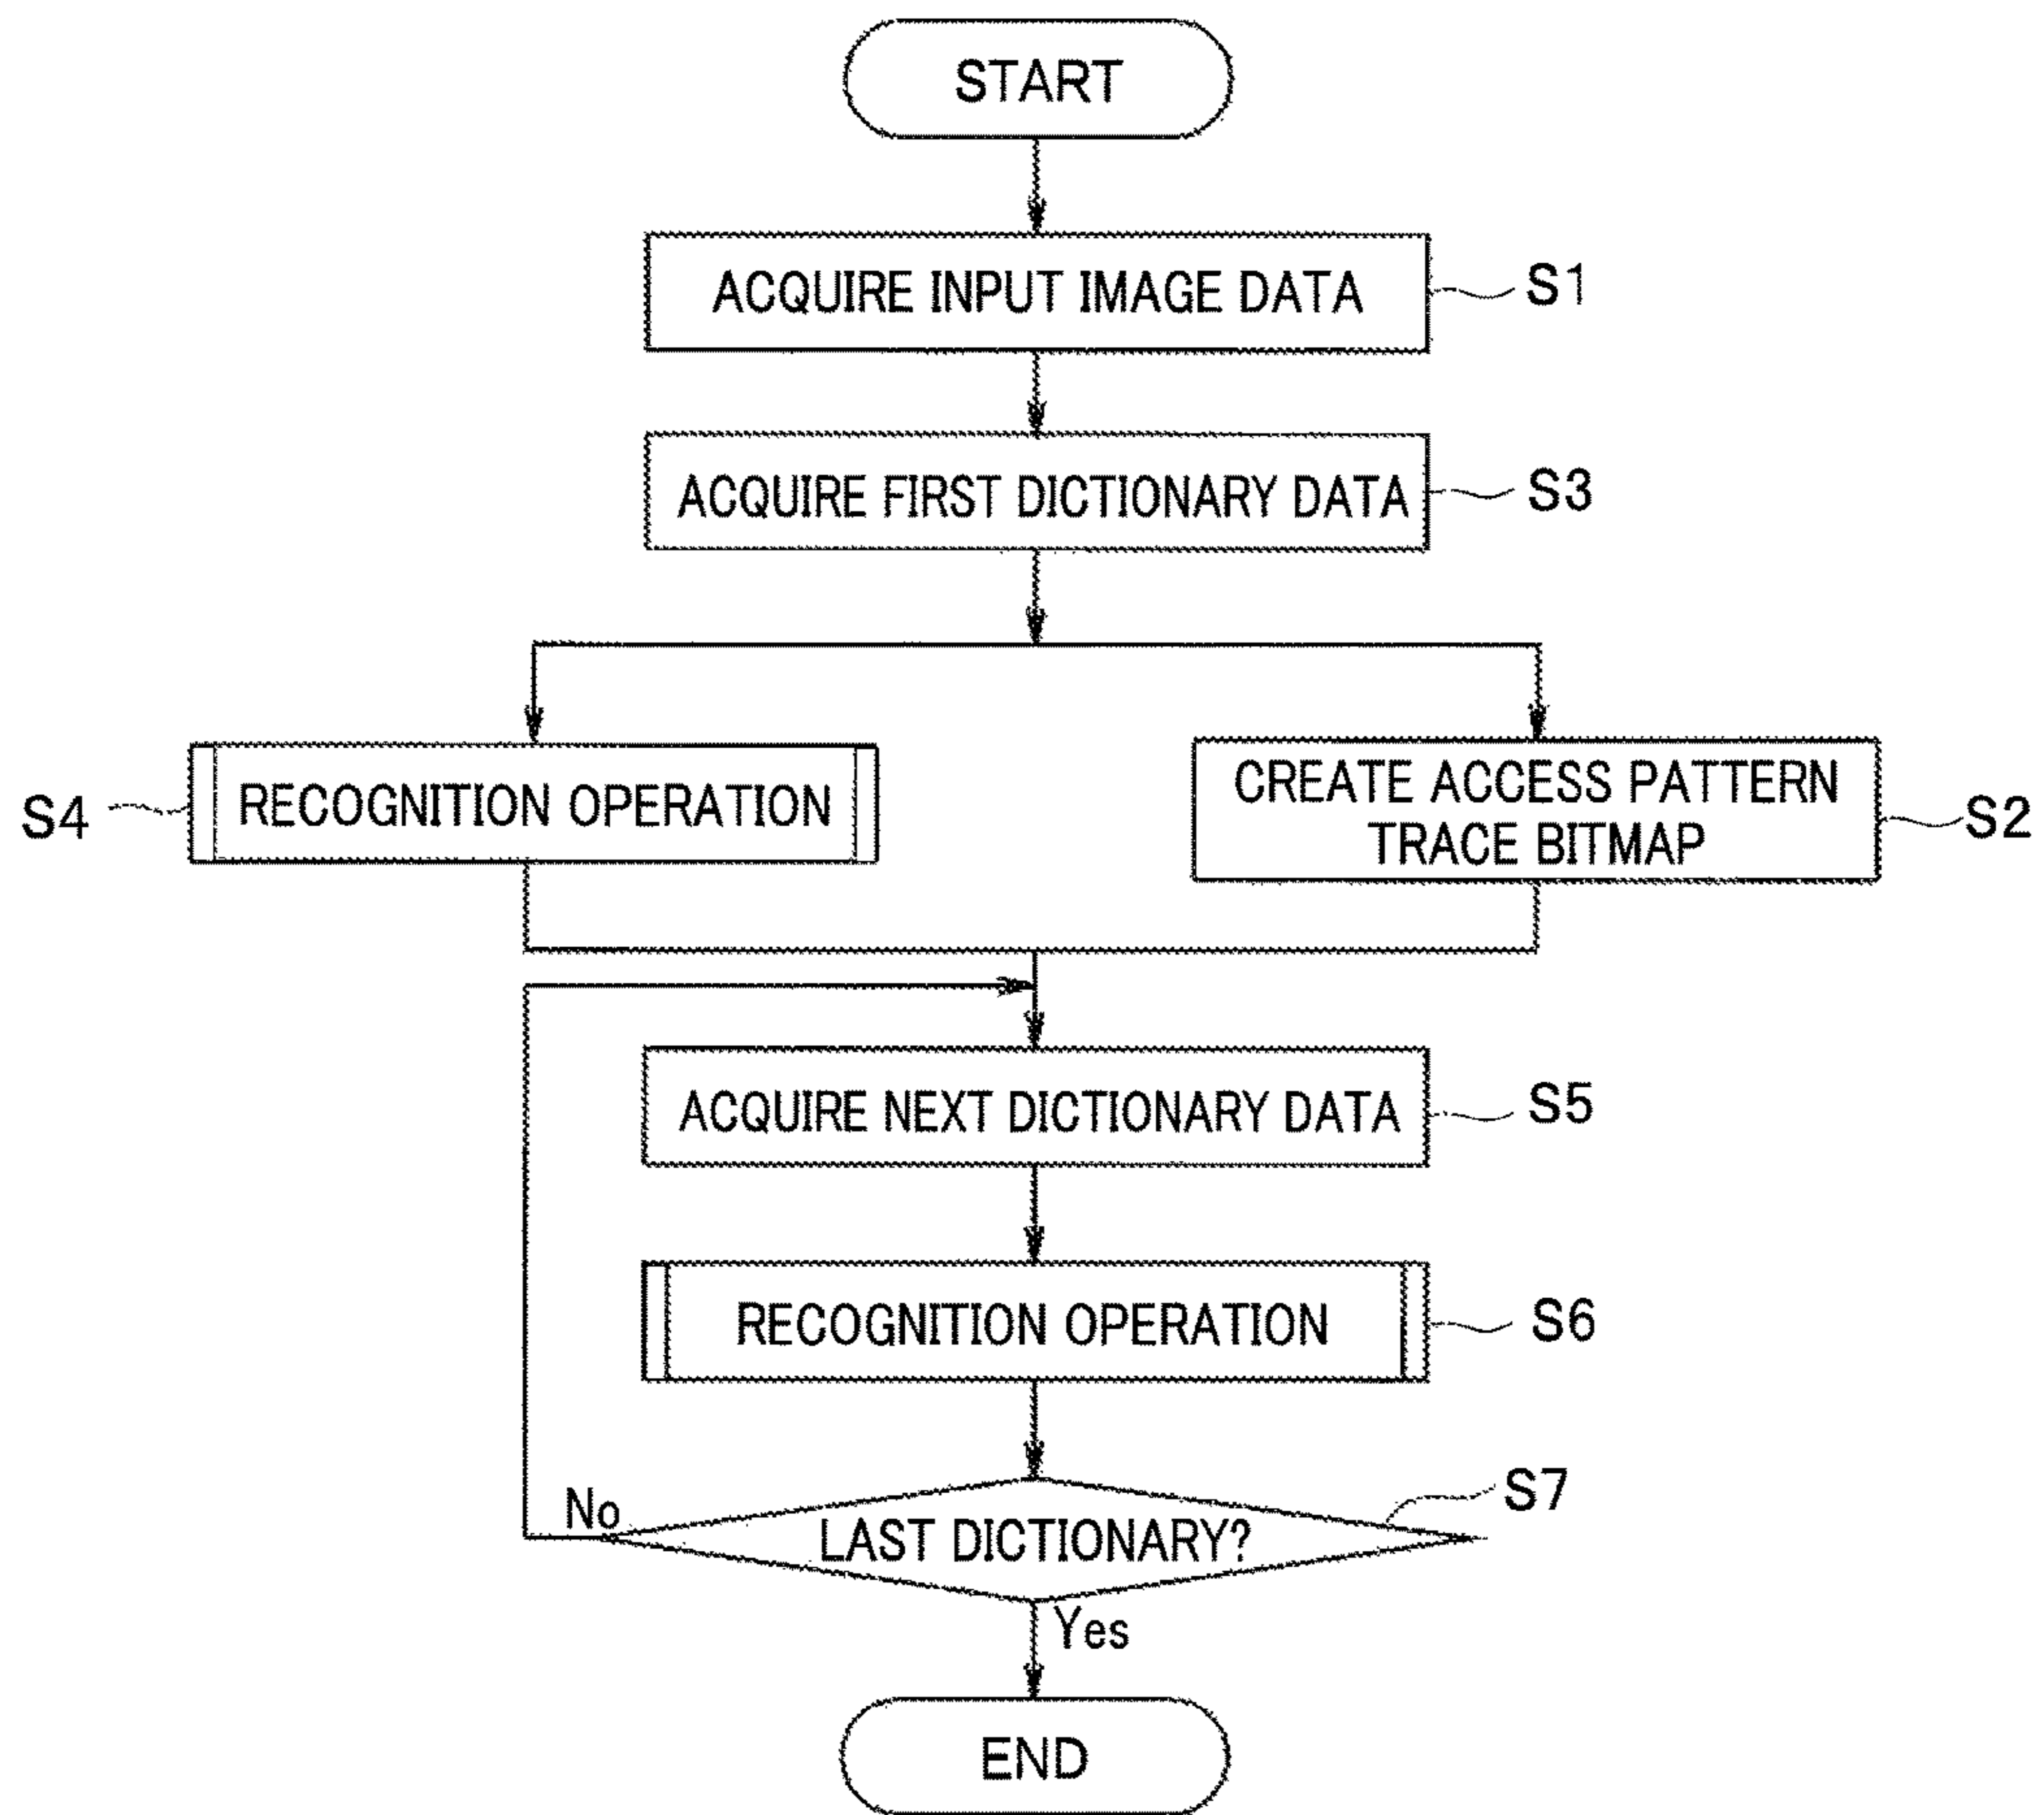 START
ACQUIRE INPUT IMAGE DATA
S1
ACQUIRE FIRST DICTIONARY DATA
S3
S4
RECOGNITION OPERATION
CREATE ACCESS PATTERN
TRACE BITMAP
S2
ACQUIRE NEXT DICTIONARY DATA
S5
RECOGNITION OPERATION
S6
No
LAST DICTIONARY?
S7
Yes
END